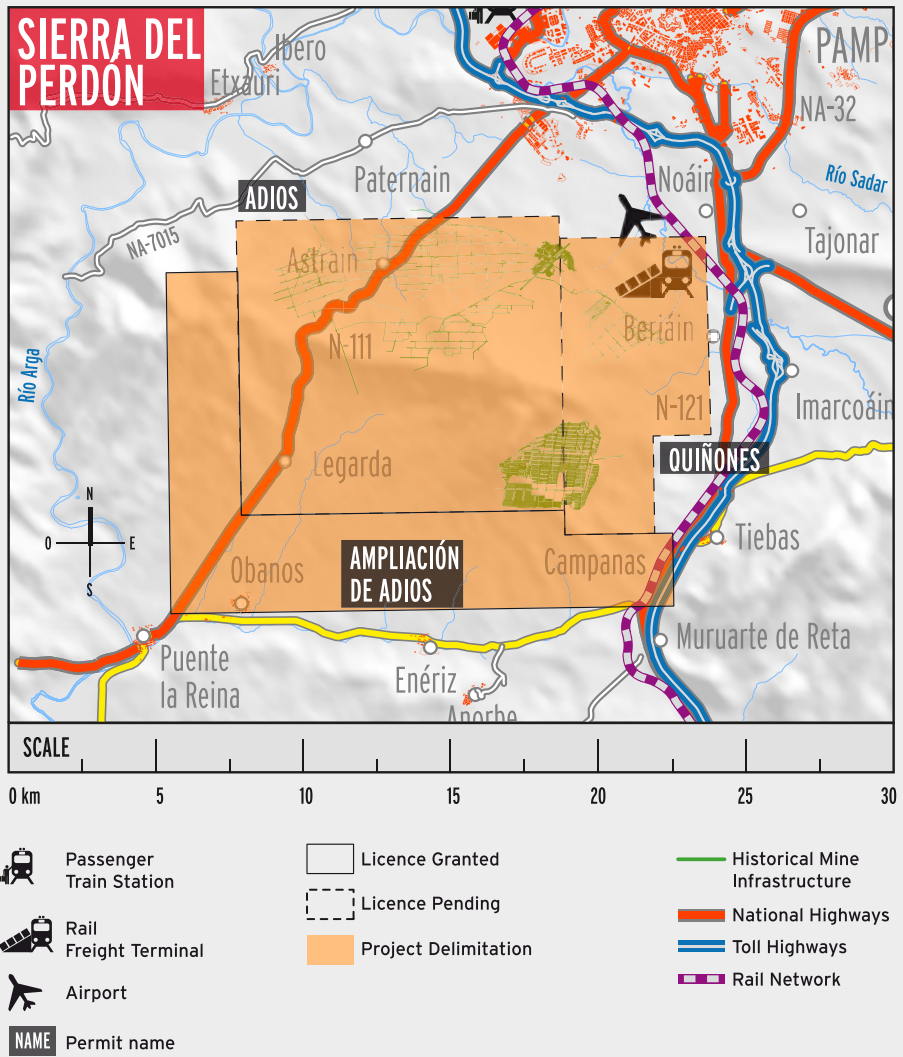 SIERRA DEL
PERDÓN
Ibero
Etxauri
PAMP
NA-32
Paternain
Noáin
Río Sadar
ADIOS
NA-7015
Tajonar
Astrain
Beriáin
N-111
Río Arga
N-121
Imarcoáin
Legarda
QUIÑONES
N
O
E
S
Tiebas
AMPLIACIÓN
DE ADIOS
Campanas
Obanos
Muruarte de Reta
Puente
la Reina
Enériz
Añorbe
SCALE
0 km
5
10
15
20
25
30
Passenger
Train Station
Rail
Freight Terminal
Airport
NAME
Permit name
Licence Granted
Licence Pending
Project Delimitation
Historical Mine
Infrastructure
National Highways
Toll Highways
Rail Network